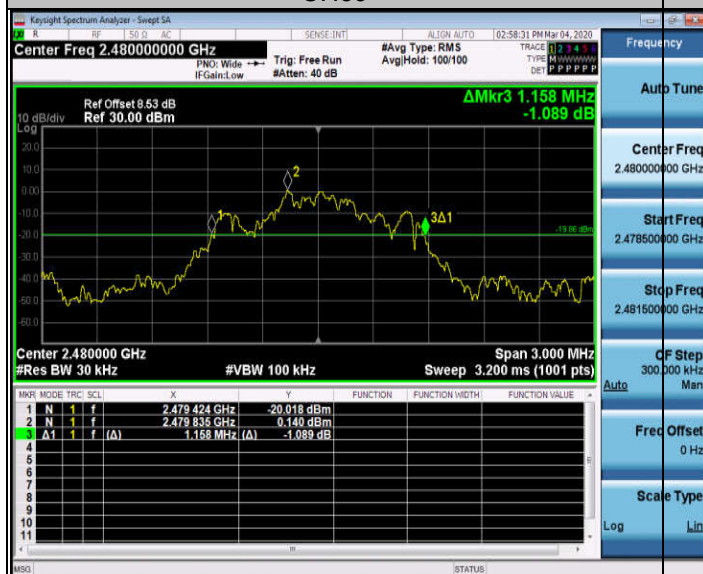 Keysight Spectrum Analyzer - Swept SA
R RF 50 Ω AC SENSE:INT ALIGN AUTO 02:58:31 PM Mar 04, 2020
Center Freq 2.480000000 GHz
PNO: Wide
IFGain:Low
Trig: Free Run
#Atten: 40 dB
#Avg Type: RMS
Avg|Hold: 100/100
TRACE 1 2 3 4 5 6
TYPE M W W W W W
DET P P P P P P
Ref Offset 8.53 dB
Ref 30.00 dBm
10 dB/div
Log
ΔMkr3 1.158 MHz
-1.089 dB
20.0
10.0
0.00
-10.0
-20.0
-30.0
-40.0
-50.0
-60.0
1
2
3Δ1
-19.86 dBm
Center 2.480000 GHz
#Res BW 30 kHz
#VBW 100 kHz
Span 3.000 MHz
Sweep 3.200 ms (1001 pts)
MKR MODE TRC SCL X Y FUNCTION FUNCTION WIDTH FUNCTION VALUE
1 N 1 f 2.479 424 GHz -20.018 dBm
2 N 1 f 2.479 835 GHz 0.140 dBm
3 Δ1 1 f (Δ) 1.158 MHz (Δ) -1.089 dB
4
5
6
7
8
9
10
11
MSG STATUS
Frequency
Auto Tune
Center Freq
2.480000000 GHz
Start Freq
2.478500000 GHz
Stop Freq
2.481500000 GHz
CF Step
300.000 kHz
Auto Man
Freq Offset
0 Hz
Scale Type
Log Lin